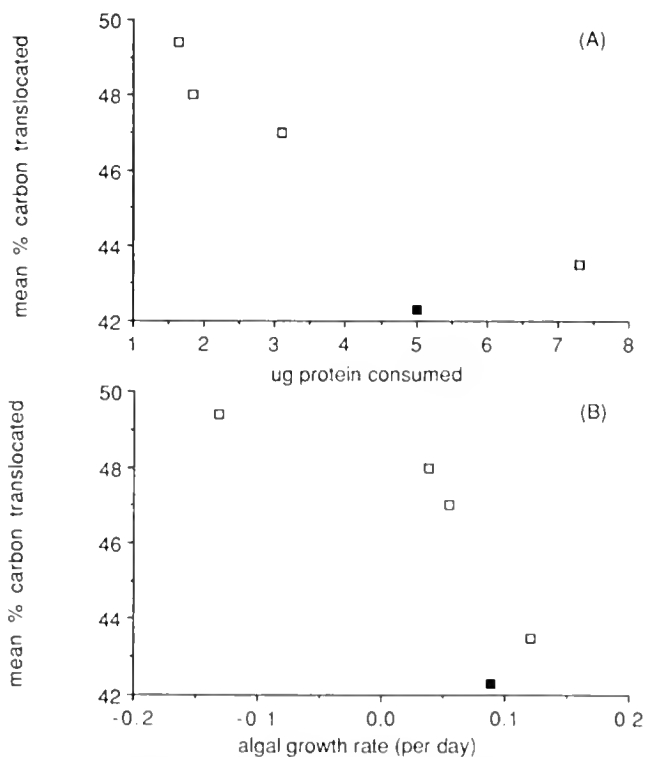 mean % carbon translocated
(A)
50
48
46
44
42
1 2 3 4 5 6 7 8
ug protein consumed
mean % carbon translocated
(B)
50
48
46
44
42
-0.2 -0.1 0.0 0.1 0.2
algal growth rate (per day)